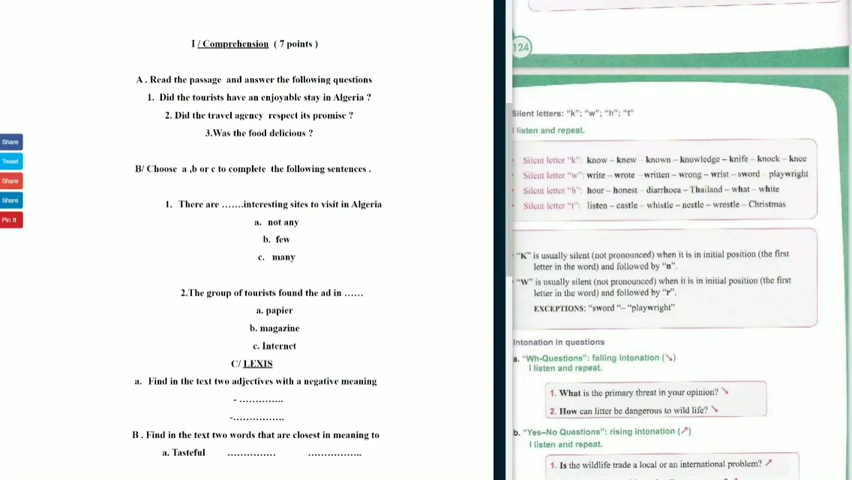 I / Comprehension ( 7 points )
A . Read the passage and answer the following questions
1. Did the tourists have an enjoyable stay in Algeria ?
2. Did the travel agency respect its promise ?
3.Was the food delicious ?
B/ Choose a ,b or c to complete the following sentences .
1. There are …….interesting sites to visit in Algeria
a. not any
b. few
c. many
2.The group of tourists found the ad in ……
a. papier
b. magazine
c. Internet
C/ LEXIS
a. Find in the text two adjectives with a negative meaning
- …………..
-…………….
B . Find in the text two words that are closest in meaning to
a. Tasteful …………… ……………..
Share
Tweet
Share
Share
Pin it
124
Silent letters: "k"; "w"; "h"; "t"
I listen and repeat.
Silent letter "k": know – knew – known – knowledge – knife – knock – knee
Silent letter "w": write – wrote – written – wrong – wrist – sword – playwright
Silent letter "h": hour – honest – diarrhoea – Thailand – what – white
Silent letter "t": listen – castle – whistle – nestle – wrestle – Christmas
"K" is usually silent (not pronounced) when it is in initial position (the first
letter in the word) and followed by "n".
"W" is usually silent (not pronounced) when it is in initial position (the first
letter in the word) and followed by "r".
EXCEPTIONS: "sword "– "playwright"
Intonation in questions
a. "Wh-Questions": falling intonation (↘)
I listen and repeat.
1. What is the primary threat in your opinion? ↘
2. How can litter be dangerous to wild life? ↘
b. "Yes–No Questions": rising intonation (↗)
I listen and repeat.
1. Is the wildlife trade a local or an international problem? ↗